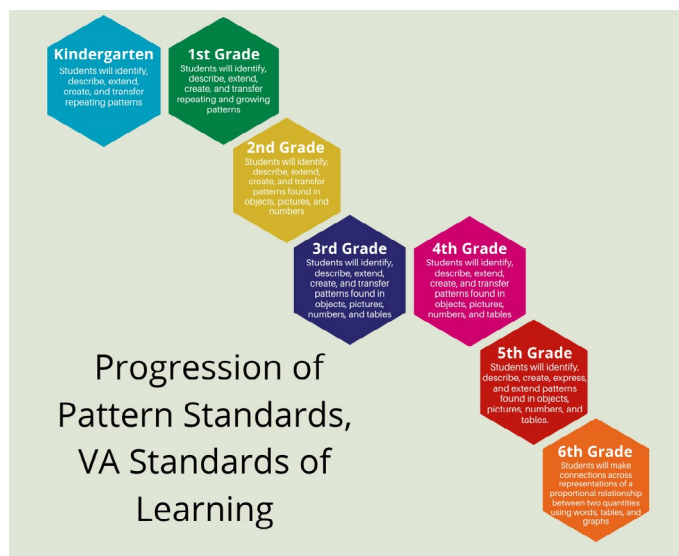 Kindergarten
Students will identify,
describe, extend,
create, and transfer
repeating patterns
1st Grade
Students will identify,
describe, extend,
create, and transfer
repeating and growing
patterns
2nd Grade
Students will identify,
describe, extend,
create, and transfer
patterns found in
objects, pictures, and
numbers
3rd Grade
Students will identify,
describe, extend,
create, and transfer
patterns found in
objects, pictures,
numbers, and tables
4th Grade
Students will identify,
describe, extend,
create, and transfer
patterns found in
objects, pictures,
numbers, and tables
5th Grade
Students will identify,
describe, create, express,
and extend patterns
found in objects,
pictures, numbers, and
tables.
6th Grade
Students will make
connections across
representations of a
proportional relationship
between two quantities
using words, tables, and
graphs
Progression of
Pattern Standards,
VA Standards of
Learning